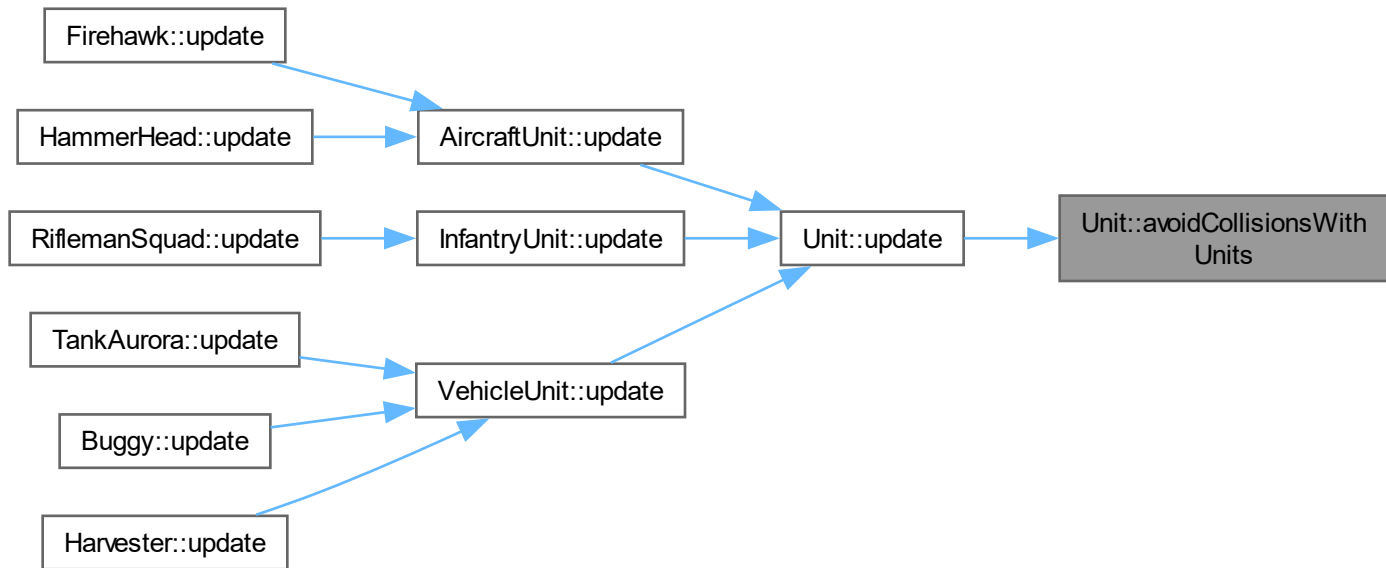 Firehawk::update
HammerHead::update
AircraftUnit::update
RiflemanSquad::update
InfantryUnit::update
Unit::update
Unit::avoidCollisionsWith
Units
TankAurora::update
VehicleUnit::update
Buggy::update
Harvester::update